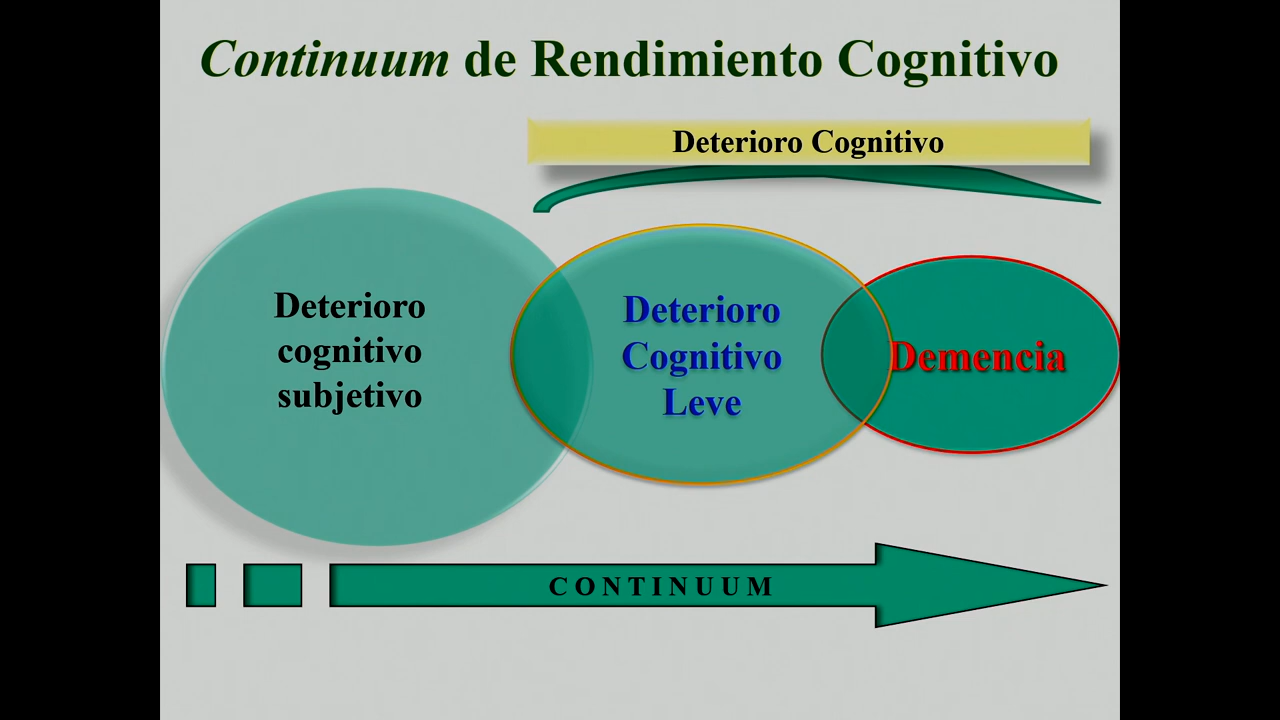 Continuum de Rendimiento Cognitivo
Deterioro Cognitivo
Deterioro
cognitivo
subjetivo
Deterioro
Cognitivo
Leve
Demencia
CONTINUUM